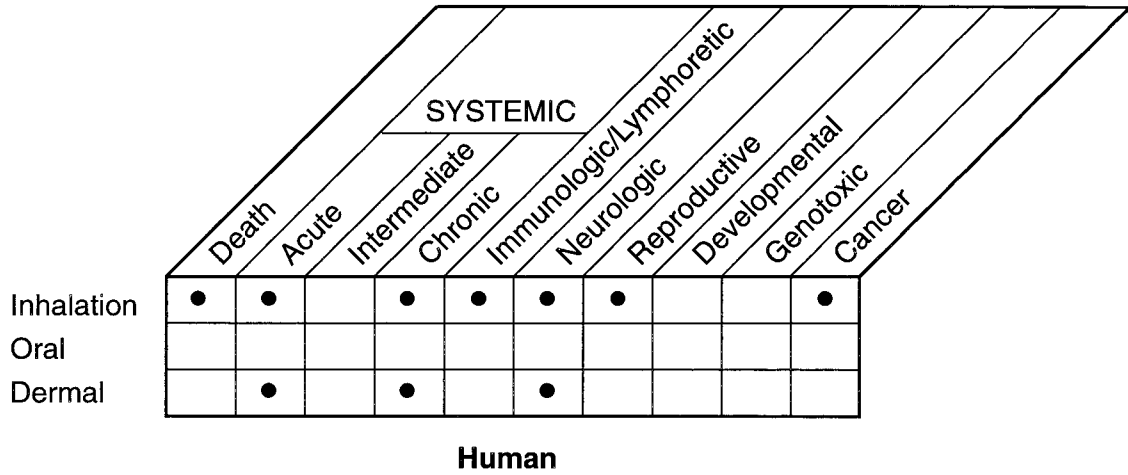 SYSTEMIC
Death
Acute
Intermediate
Chronic
Immunologic/Lymphoretic
Neurologic
Reproductive
Developmental
Genotoxic
Cancer
Inhalation
Oral
Dermal
Human